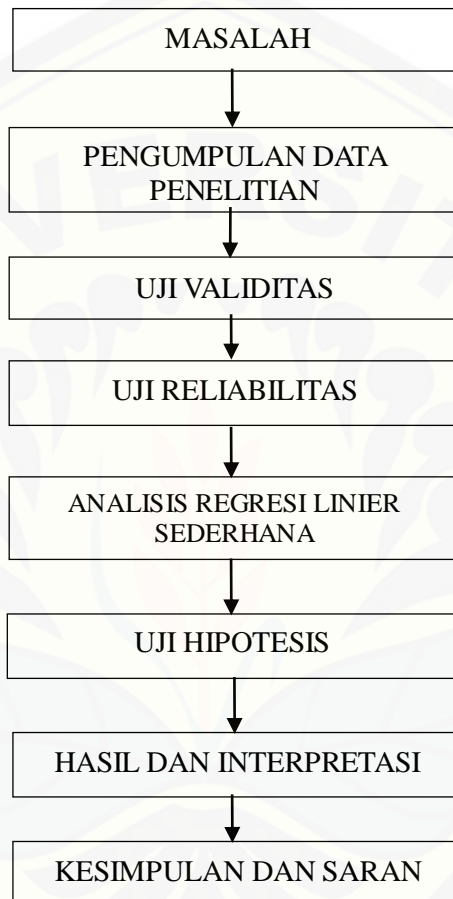 MASALAH
PENGUMPULAN DATA
PENELITIAN
UJI VALIDITAS
UJI RELIABILITAS
ANALISIS REGRESI LINIER
SEDERHANA
UJI HIPOTESIS
HASIL DAN INTERPRETASI
KESIMPULAN DAN SARAN